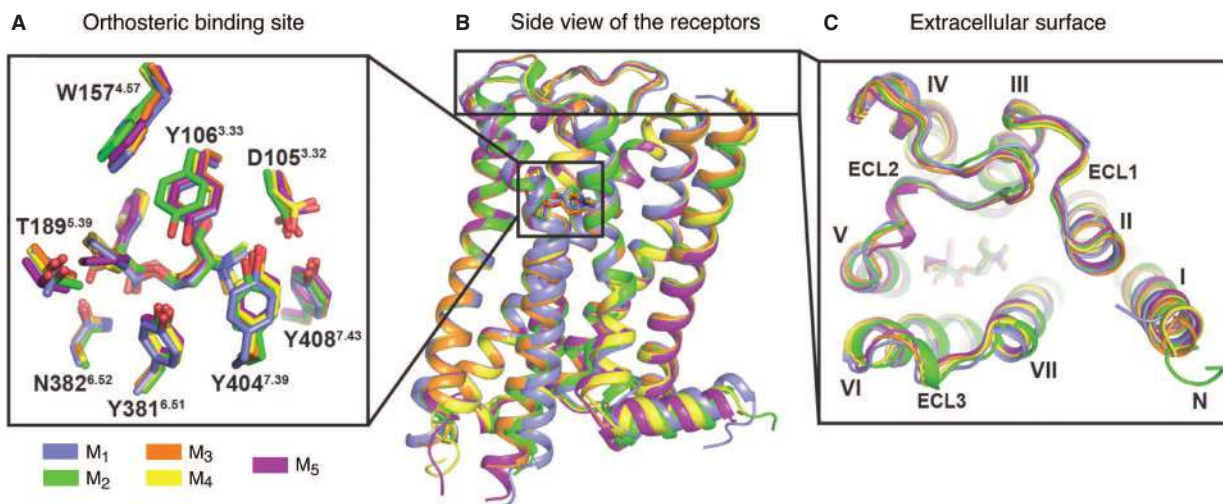 A Orthosteric binding site
W157^4.57
Y106^3.33
D105^3.32
T189^5.39
Y408^7.43
N382^6.52
Y404^7.39
Y381^6.51
M₁
M₂
M₃
M₄
M₅
B Side view of the receptors
C Extracellular surface
IV
III
ECL2
ECL1
V
II
I
VI
ECL3
VII
N